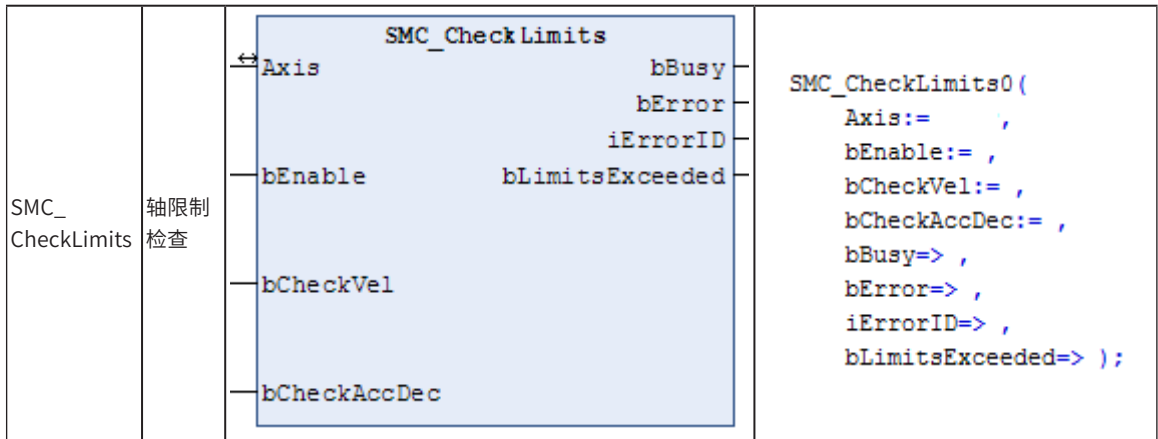 SMC_
CheckLimits
轴限制
检查
SMC_CheckLimits
Axis
bBusy
bError
iErrorID
bEnable
bLimitsExceeded
bCheckVel
bCheckAccDec
SMC_CheckLimits0(
Axis:= ,
bEnable:= ,
bCheckVel:= ,
bCheckAccDec:= ,
bBusy=> ,
bError=> ,
iErrorID=> ,
bLimitsExceeded=> );